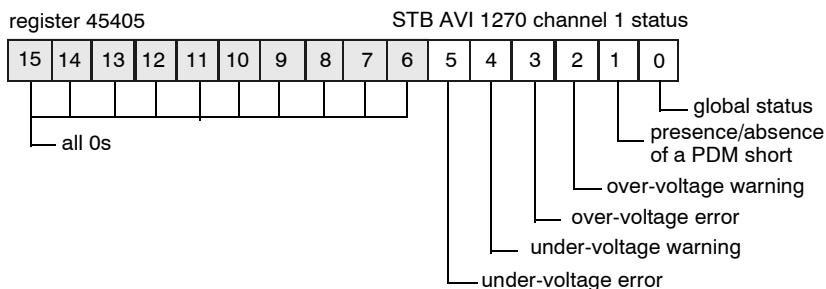 register 45405 STB AVI 1270 channel 1 status
15 14 13 12 11 10 9 8 7 6 5 4 3 2 1 0
global status
presence/absence
of a PDM short
all 0s
over-voltage warning
over-voltage error
under-voltage warning
under-voltage error